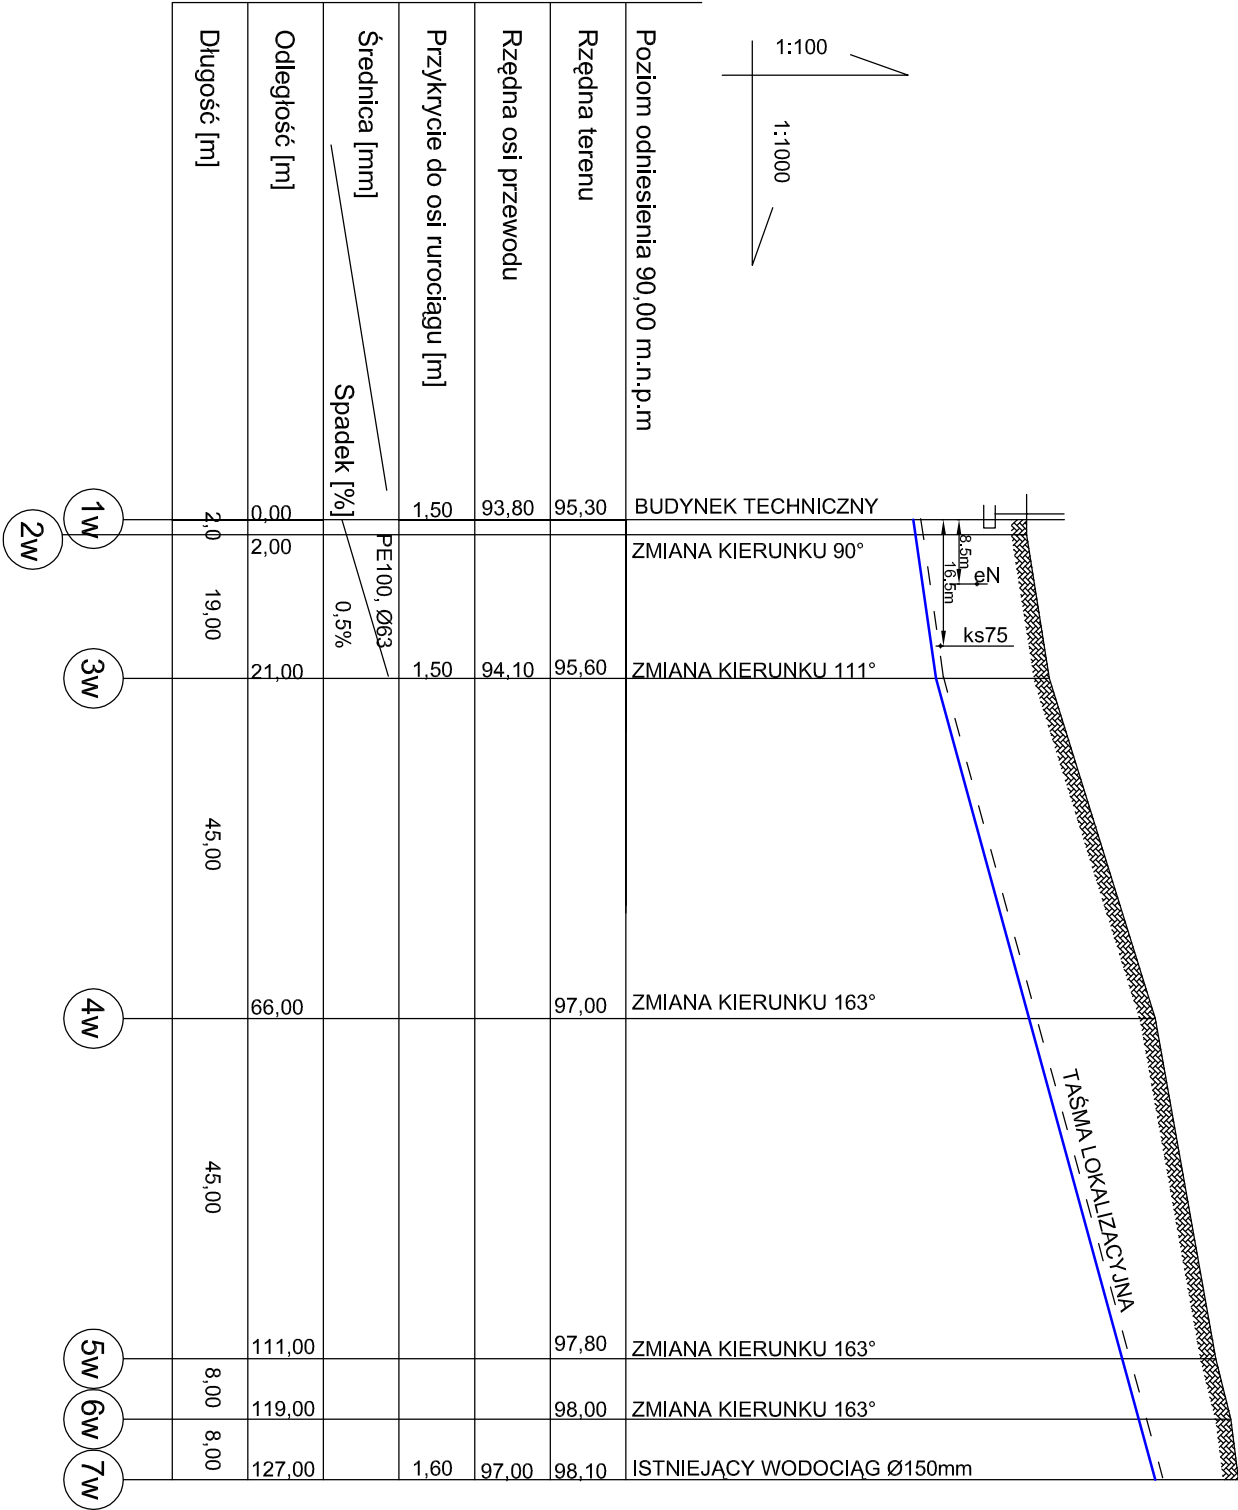 1:100
1:1000
Poziom odniesienia 90,00 m.n.p.m
Rzędna terenu
Rzędna osi przewodu
Przykrycie do osi rurociągu [m]
Średnica [mm]
Spadek [%]
Odległość [m]
Długość [m]
BUDYNEK TECHNICZNY
ZMIANA KIERUNKU 90°
ZMIANA KIERUNKU 111°
ZMIANA KIERUNKU 163°
ZMIANA KIERUNKU 163°
ZMIANA KIERUNKU 163°
ISTNIEJĄCY WODOCIĄG Ø150mm
8.5m
16,5m
eN
ks75
TAŚMA LOKALIZACYJNA
95,30
95,60
97,00
97,80
98,00
98,10
93,80
94,10
97,00
1,50
1,50
1,60
PE100, Ø63
0,5%
0,00
2,00
21,00
66,00
111,00
119,00
127,00
2,0
19,00
45,00
45,00
8,00
8,00
1w
2w
3w
4w
5w
6w
7w